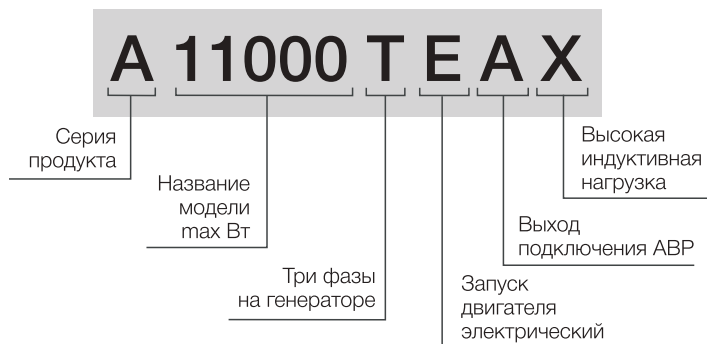 A 11000 T E A X
Серия
продукта
Название
модели
max Вт
Три фазы
на генераторе
Запуск
двигателя
электрический
Выход
подключения АВР
Высокая
индуктивная
нагрузка